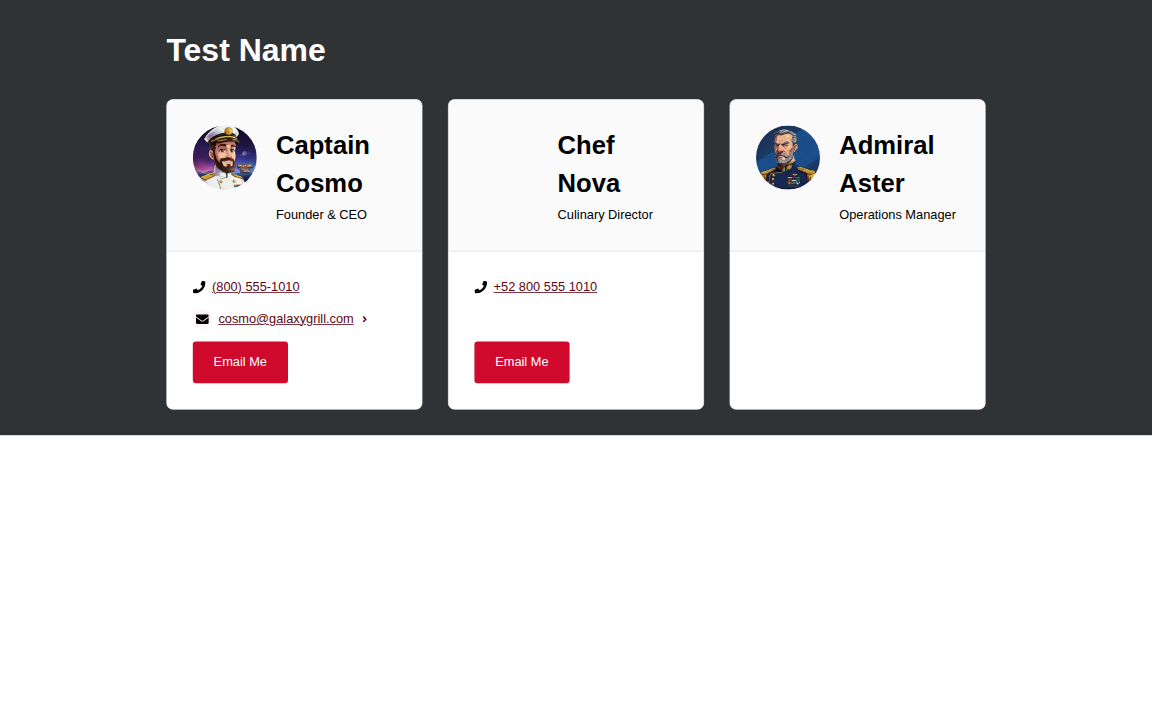 Test Name
Captain
Cosmo
Founder & CEO
(800) 555-1010
cosmo@galaxygrill.com
Email Me
Chef
Nova
Culinary Director
+52 800 555 1010
Email Me
Admiral
Aster
Operations Manager